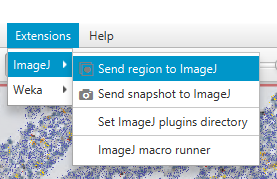 Extensions Help
ImageJ Send region to ImageJ
Weka Send snapshot to ImageJ
Set ImageJ plugins directory
ImageJ macro runner